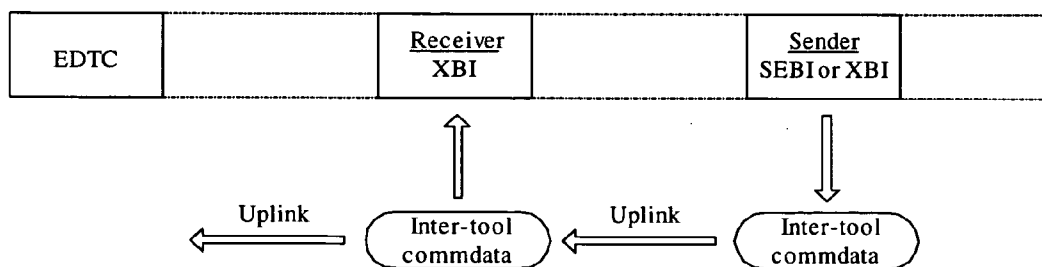 EDTC
Receiver
XBI
Sender
SEBI or XBI
Uplink
Inter-tool
commdata
Uplink
Inter-tool
commdata